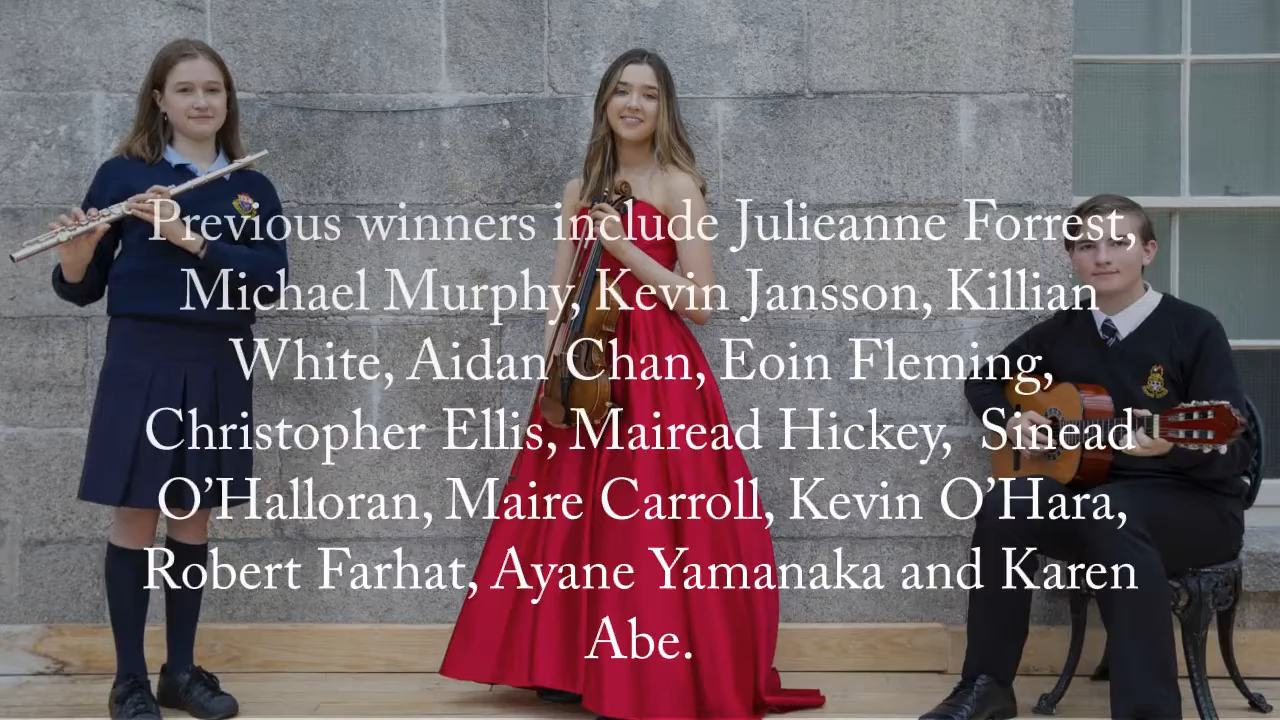 Previous winners include Julieanne Forrest,
Michael Murphy, Kevin Jansson, Killian
White, Aidan Chan, Eoin Fleming,
Christopher Ellis, Mairead Hickey,  Sinead
O’Halloran, Maire Carroll, Kevin O’Hara,
Robert Farhat, Ayane Yamanaka and Karen
Abe.